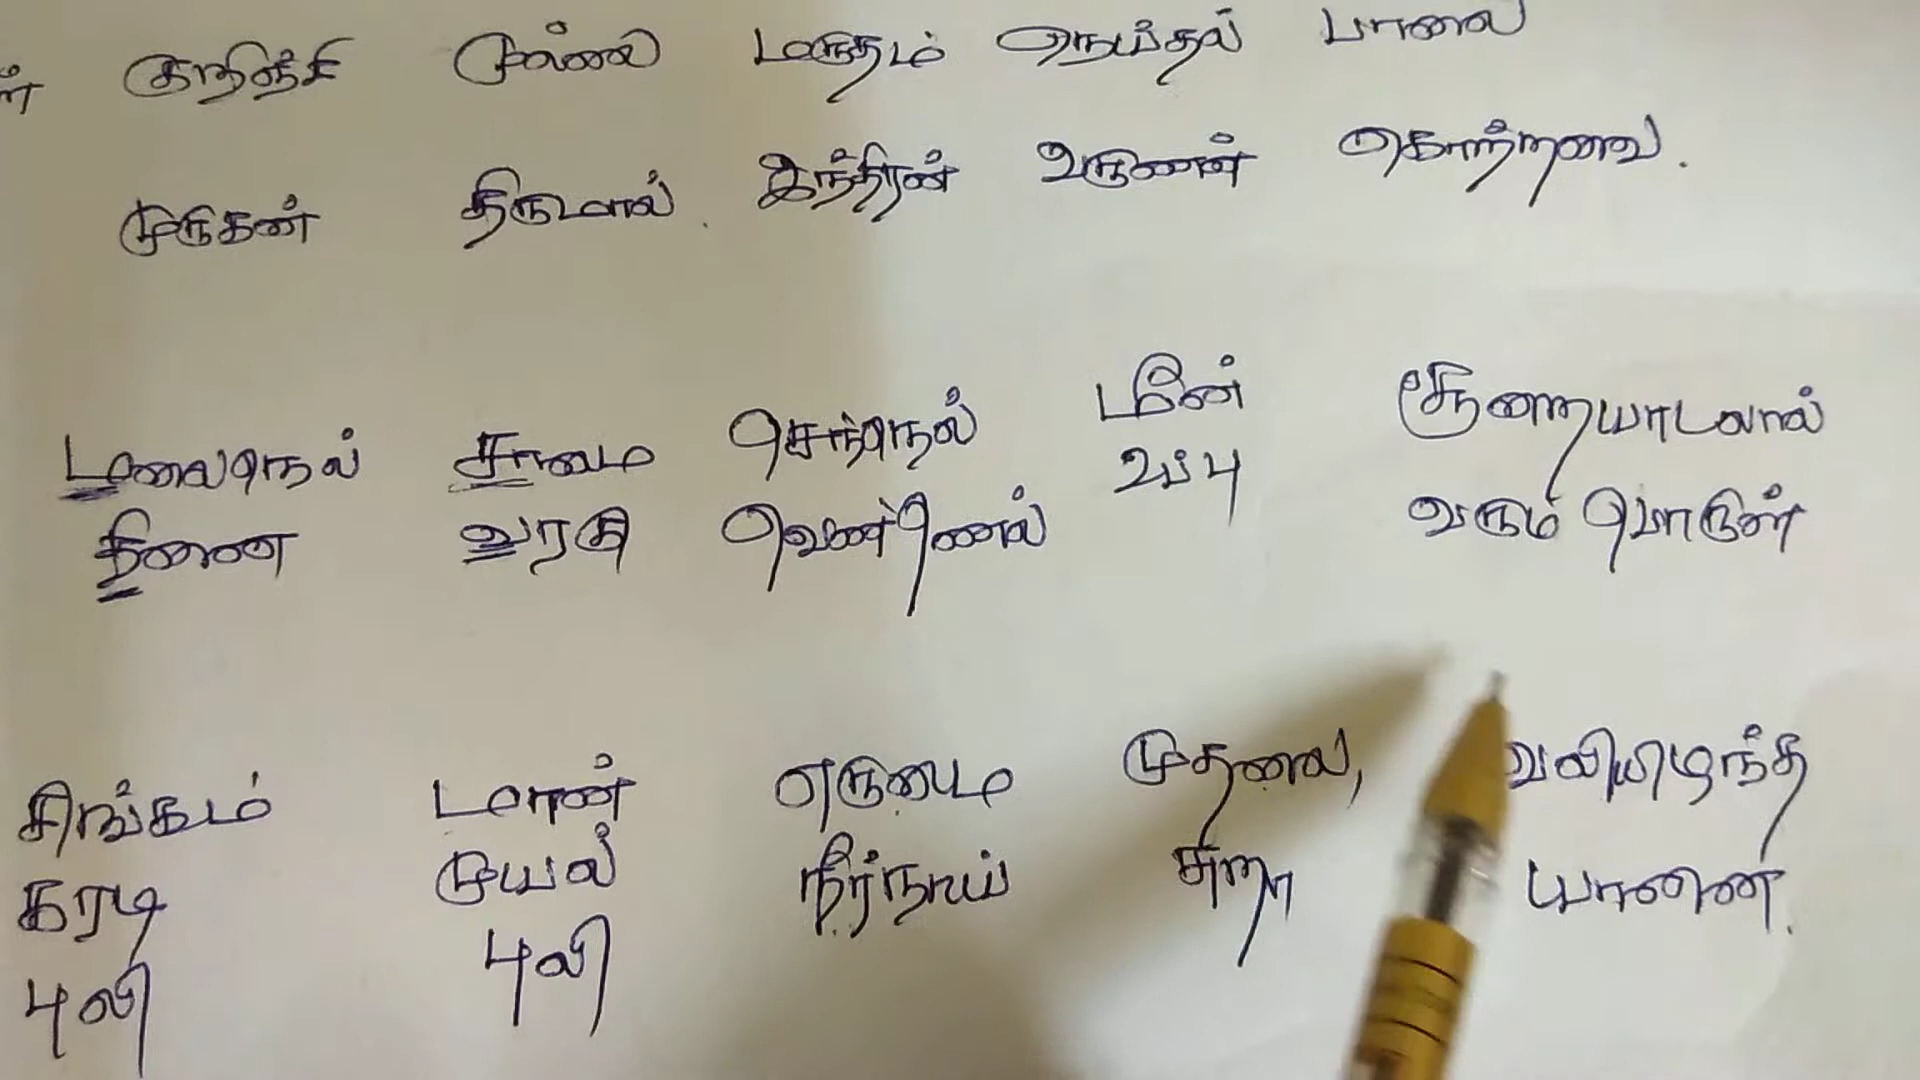 குறிஞ்சி முல்லை மருதம் நெய்தல் பாலை
முருகன் திருமால் இந்திரன் வருணன் கொற்றவை.
மலைநெல் சாமை செந்நெல் மீன் சூறையாடலால்
தினை வரகு வெண்ணெல் உப்பு வரும் பொருள்
சிங்கம் மான் எருமை முதலை, வலியிழந்த
கரடி முயல் நீர்நாய் சுறா யானை.
புலி புலி